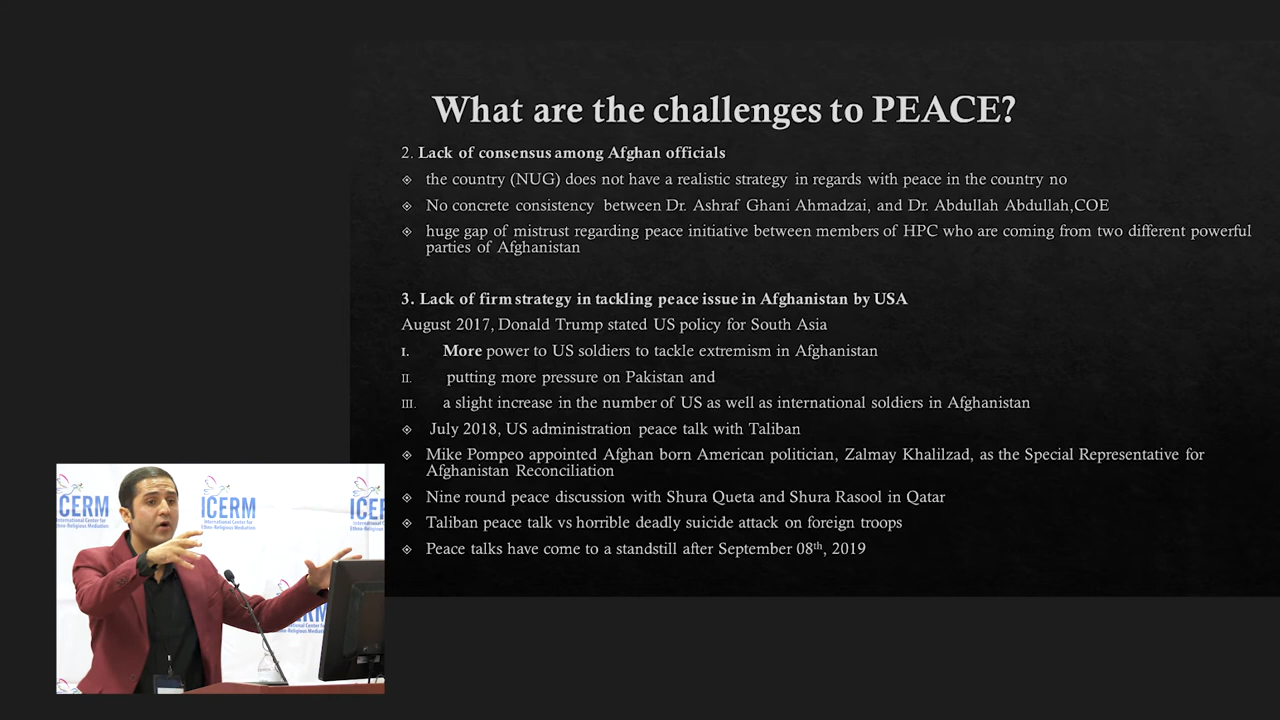 What are the challenges to PEACE?
2. Lack of consensus among Afghan officials
the country (NUG) does not have a realistic strategy in regards with peace in the country no
No concrete consistency between Dr. Ashraf Ghani Ahmadzai, and Dr. Abdullah Abdullah,COE
huge gap of mistrust regarding peace initiative between members of HPC who are coming from two different powerful
parties of Afghanistan
3. Lack of firm strategy in tackling peace issue in Afghanistan by USA
August 2017, Donald Trump stated US policy for South Asia
I. More power to US soldiers to tackle extremism in Afghanistan
II. putting more pressure on Pakistan and
III. a slight increase in the number of US as well as international soldiers in Afghanistan
July 2018, US administration peace talk with Taliban
Mike Pompeo appointed Afghan born American politician, Zalmay Khalilzad, as the Special Representative for
Afghanistan Reconciliation
Nine round peace discussion with Shura Queta and Shura Rasool in Qatar
Taliban peace talk vs horrible deadly suicide attack on foreign troops
Peace talks have come to a standstill after September 08th, 2019
ICERM
International Center for
Ethno-Religious Mediation